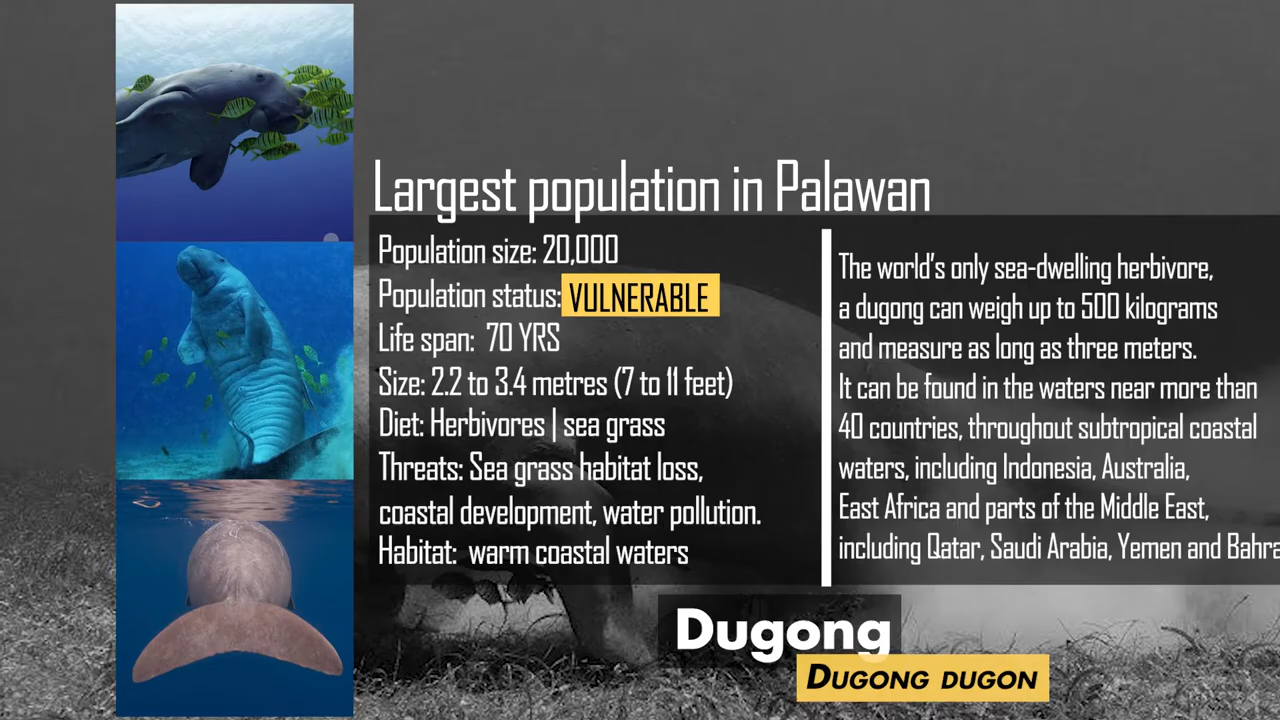 Largest population in Palawan
Population size: 20,000
Population status: VULNERABLE
Life span: 70 YRS
Size: 2.2 to 3.4 metres (7 to 11 feet)
Diet: Herbivores | sea grass
Threats: Sea grass habitat loss,
coastal development, water pollution.
Habitat: warm coastal waters
The world's only sea-dwelling herbivore,
a dugong can weigh up to 500 kilograms
and measure as long as three meters.
It can be found in the waters near more than
40 countries, throughout subtropical coastal
waters, including Indonesia, Australia,
East Africa and parts of the Middle East,
including Qatar, Saudi Arabia, Yemen and Bahra
Dugong
DUGONG DUGON